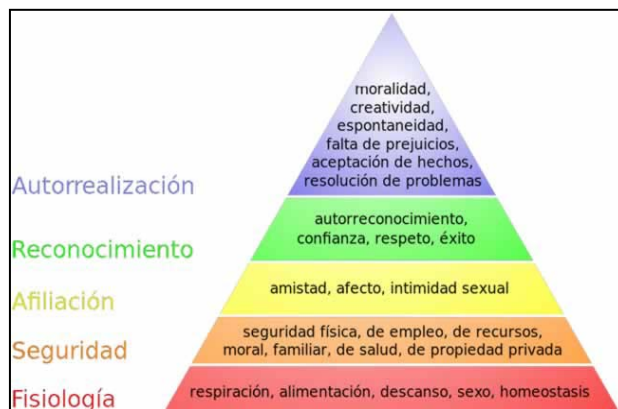 moralidad,
creatividad,
espontaneidad,
falta de prejuicios,
aceptación de hechos,
resolución de problemas
Autorrealización
autorreconocimiento,
confianza, respeto, éxito
Reconocimiento
amistad, afecto, intimidad sexual
Afiliación
seguridad física, de empleo, de recursos,
moral, familiar, de salud, de propiedad privada
Seguridad
respiración, alimentación, descanso, sexo, homeostasis
Fisiología